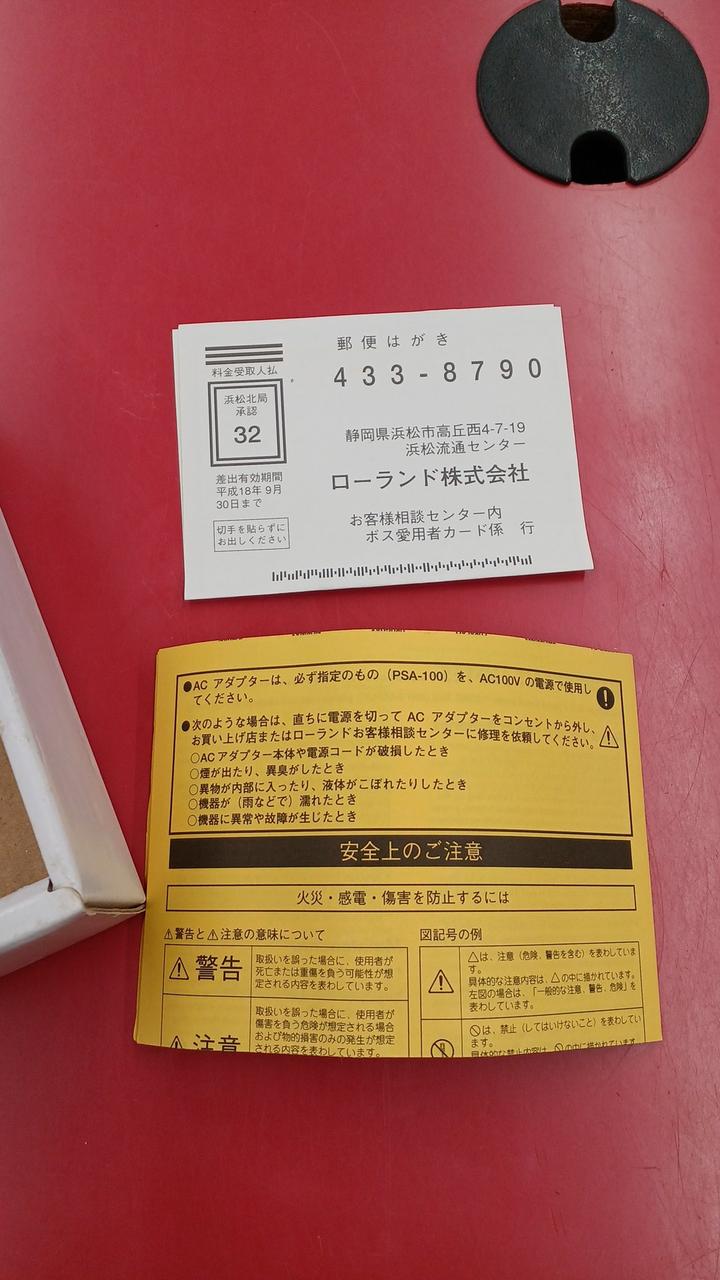 郵便はがき
料金受取人払
433-8790
浜松北局
承認
32
静岡県浜松市高丘西4-7-19
浜松流通センター
ローランド株式会社
差出有効期間
平成18年9月
30日まで
お客様相談センター内
ボス愛用者カード係 行
切手を貼らずに
お出しください
●AC アダプターは、必ず指定のもの（PSA-100）を、AC100V の電源で使用し
てください。
●次のような場合は、直ちに電源を切って AC アダプターをコンセントから外し、
お買い上げ店またはローランドお客様相談センターに修理を依頼してください。
○AC アダプター本体や電源コードが破損したとき
○煙が出たり、異臭がしたとき
○異物が内部に入ったり、液体がこぼれたりしたとき
○機器が（雨などで）濡れたとき
○機器に異常や故障が生じたとき
安全上のご注意
火災・感電・傷害を防止するには
⚠警告と⚠注意の意味について
⚠警告
取扱いを誤った場合に、使用者が
死亡または重傷を負う可能性が想
定される内容を表わしています。
⚠注意
取扱いを誤った場合に、使用者が
傷害を負う危険が想定される場合
および物的損害のみの発生が想定
される内容を表わしています。
図記号の例
△は、注意（危険、警告を含む）を表わしていま
す。
具体的な注意内容は、△の中に描かれています。
左図の場合は、「一般的な注意、警告、危険」を
表わしています。
⃠は、禁止（してはいけないこと）を表わしてい
ます。
具体的な禁止内容は、⃠の中に描かれています